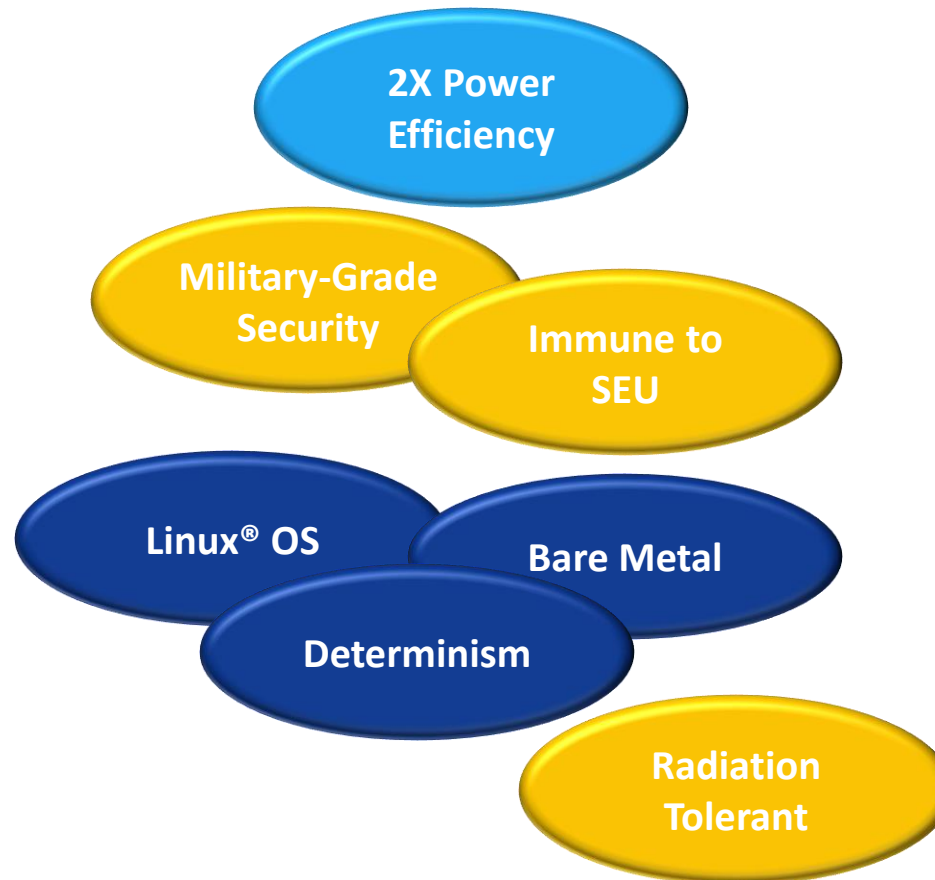 2X Power
Efficiency
Military-Grade
Security
Immune to
SEU
Linux® OS
Bare Metal
Determinism
Radiation
Tolerant